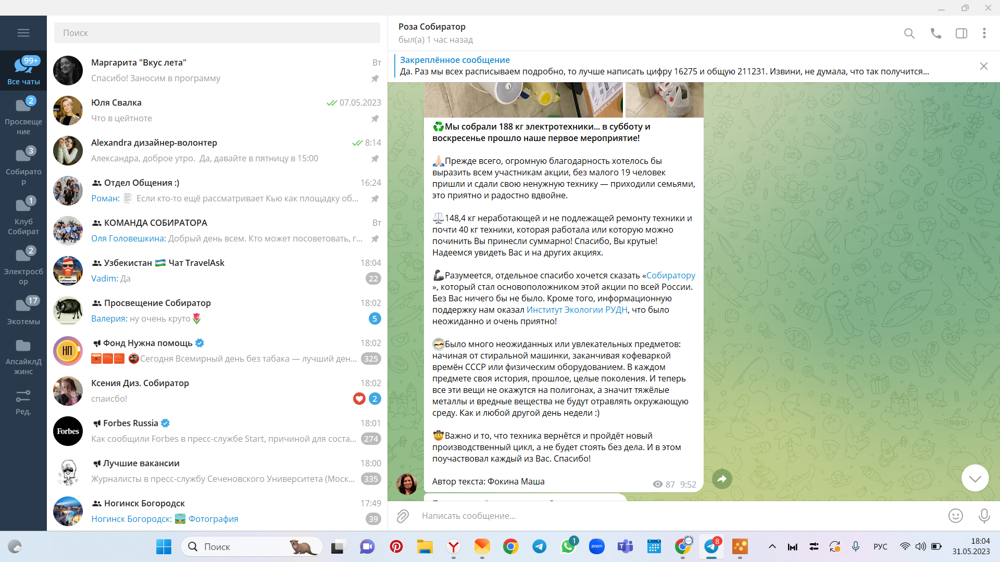 Поиск
99+
Все чаты
2
Просвеще
ние
3
Собирато
р
1
Клуб
Собират
2
Электросб
ор
17
Экотемы
АпсайклД
жинс
Ред.
Маргарита "Вкус лета"
Вт
Спасибо! Заносим в программу
Юля Свалка
07.05.2023
Что в цейтноте
Alexandra дизайнер-волонтер
8:14
Александра, доброе утро.  Да, давайте в пятницу в 15:00
Отдел Общения :)
16:24
Роман: Если кто-то ещё рассматривает Кью как площадку об...
КОМАНДА СОБИРАТОРА
Вт
Оля Головешкина: Добрый день всем. Кто может посоветовать, г...
Узбекистан 🇺🇿 Чат TravelAsk
18:04
Vadim: Да
22
Просвещение Собиратор
18:02
Валерия: ну очень круто🌷
5
НП
Фонд Нужна помощь
18:02
🚭Сегодня Всемирный день без табака — лучший ден...
325
Ксения Диз. Собиратор
18:02
спаисбо!
2
Forbes
Forbes Russia
18:01
Как сообщили Forbes в пресс-службе Start, причиной для соста...
274
Лучшие вакансии
18:00
Журналисты в пресс-службу Сеченовского Университета (Моск...
335
Ногинск Богородск
17:49
Ногинск Богородск: Фотография
39
Роза Собиратор
был(а) 1 час назад
Закреплённое сообщение
Да. Раз мы всех расписываем подробно, то лучше написать цифру 16275 и общую 211231. Извини, не думала, что так получится...
♻️Мы собрали 188 кг электротехники... в субботу и
воскресенье прошло наше первое мероприятие!
🙏🏻Прежде всего, огромную благодарность хотелось бы
выразить всем участникам акции, без малого 19 человек
пришли и сдали свою ненужную технику — приходили семьями,
это приятно и радостно вдвойне.
⚖️148,4 кг неработающей и не подлежащей ремонту техники и
почти 40 кг техники, которая работала или которую можно
починить Вы принесли суммарно! Спасибо, Вы крутые!
Надеемся увидеть Вас и на других акциях.
🦾Разумеется, отдельное спасибо хочется сказать «Собиратору
», который стал основоположником этой акции по всей России.
Без Вас ничего бы не было. Кроме того, информационную
поддержку нам оказал Институт Экологии РУДН, что было
неожиданно и очень приятно!
Было много неожиданных или увлекательных предметов:
начиная от стиральной машинки, заканчивая кофеваркой
времён СССР или физическим оборудованием. В каждом
предмете своя история, прошлое, целые поколения. И теперь
все эти вещи не окажутся на полигонах, а значит тяжёлые
металлы и вредные вещества не будут отравлять окружающую
среду. Как и любой другой день недели :)
🤠Важно и то, что техника вернётся и пройдёт новый
производственный цикл, а не будет стоять без дела. И в этом
поучаствовал каждый из Вас. Спасибо!
Автор текста: Фокина Маша
87 9:52
Написать сообщение...
Поиск
1
zoom
8
РУС
18:04
31.05.2023